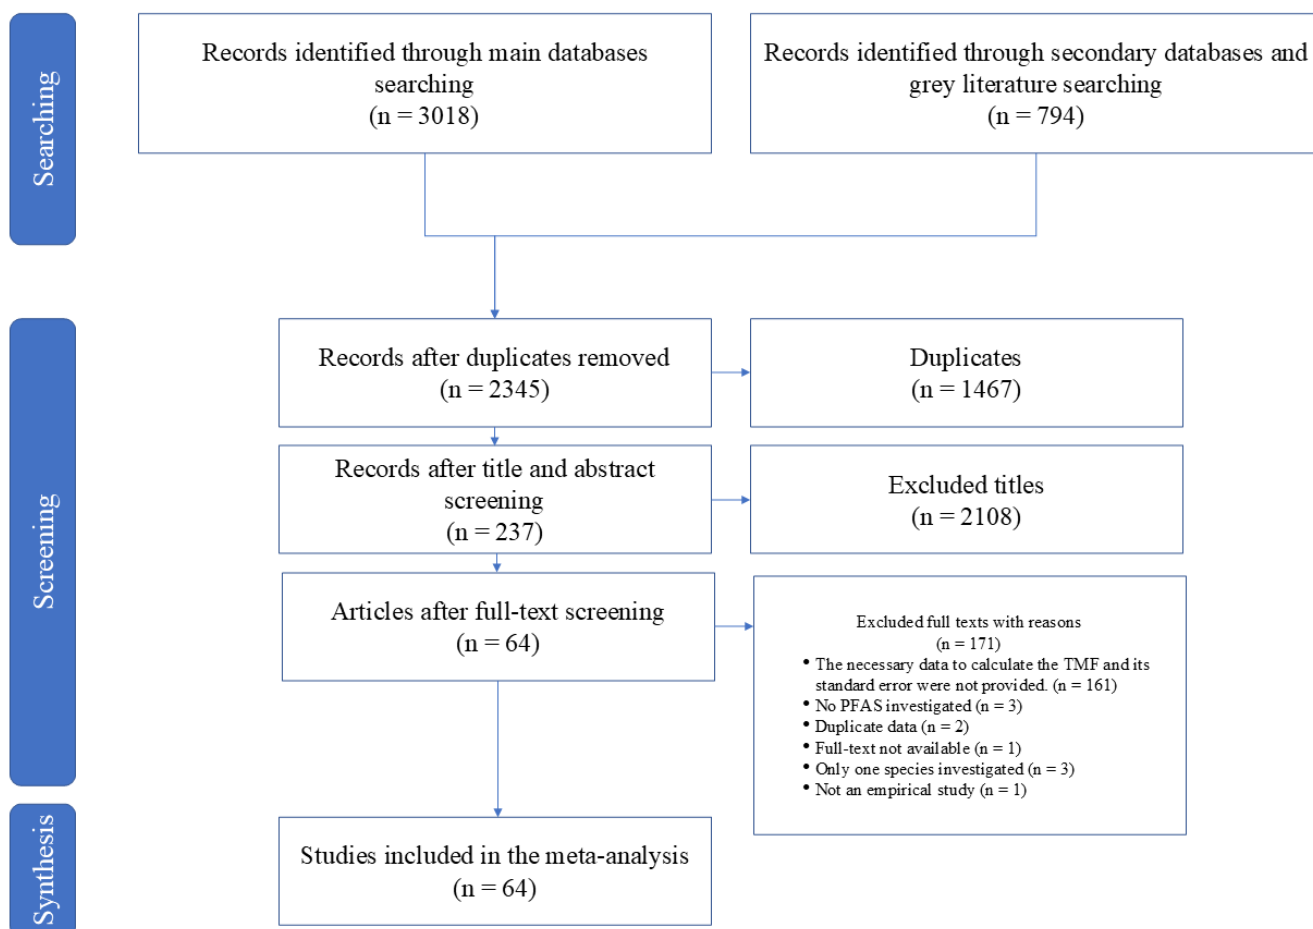 Searching
Records identified through main databases
searching
(n = 3018)
Records identified through secondary databases and
grey literature searching
(n = 794)
Screening
Records after duplicates removed
(n = 2345)
Duplicates
(n = 1467)
Records after title and abstract
screening
(n = 237)
Excluded titles
(n = 2108)
Articles after full-text screening
(n = 64)
Excluded full texts with reasons
(n = 171)
• The necessary data to calculate the TMF and its
standard error were not provided. (n = 161)
• No PFAS investigated (n = 3)
• Duplicate data (n = 2)
• Full-text not available (n = 1)
• Only one species investigated (n = 3)
• Not an empirical study (n = 1)
Synthesis
Studies included in the meta-analysis
(n = 64)